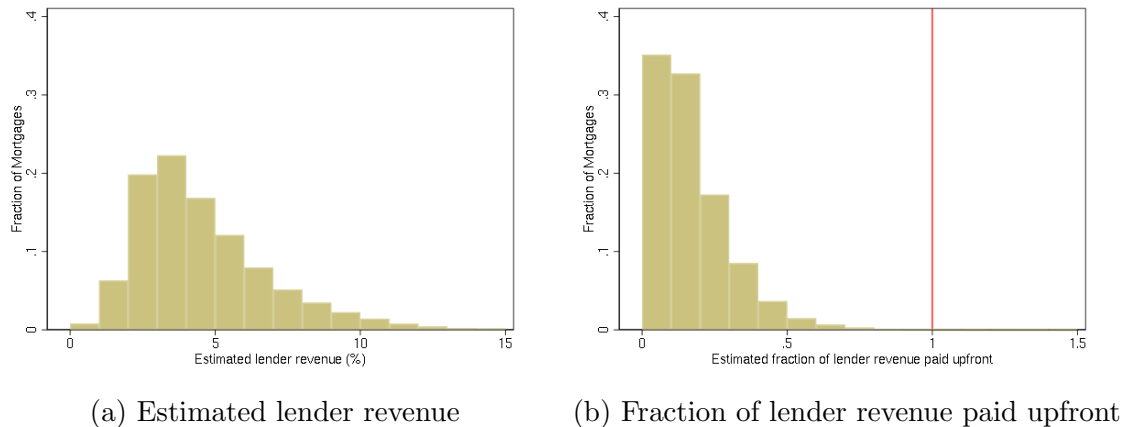 .4
.3
.2
.1
0
Fraction of Mortgages
0 5 10 15
Estimated lender revenue (%)
(a) Estimated lender revenue
.4
.3
.2
.1
0
Fraction of Mortgages
0 .5 1 1.5
Estimated fraction of lender revenue paid upfront
(b) Fraction of lender revenue paid upfront